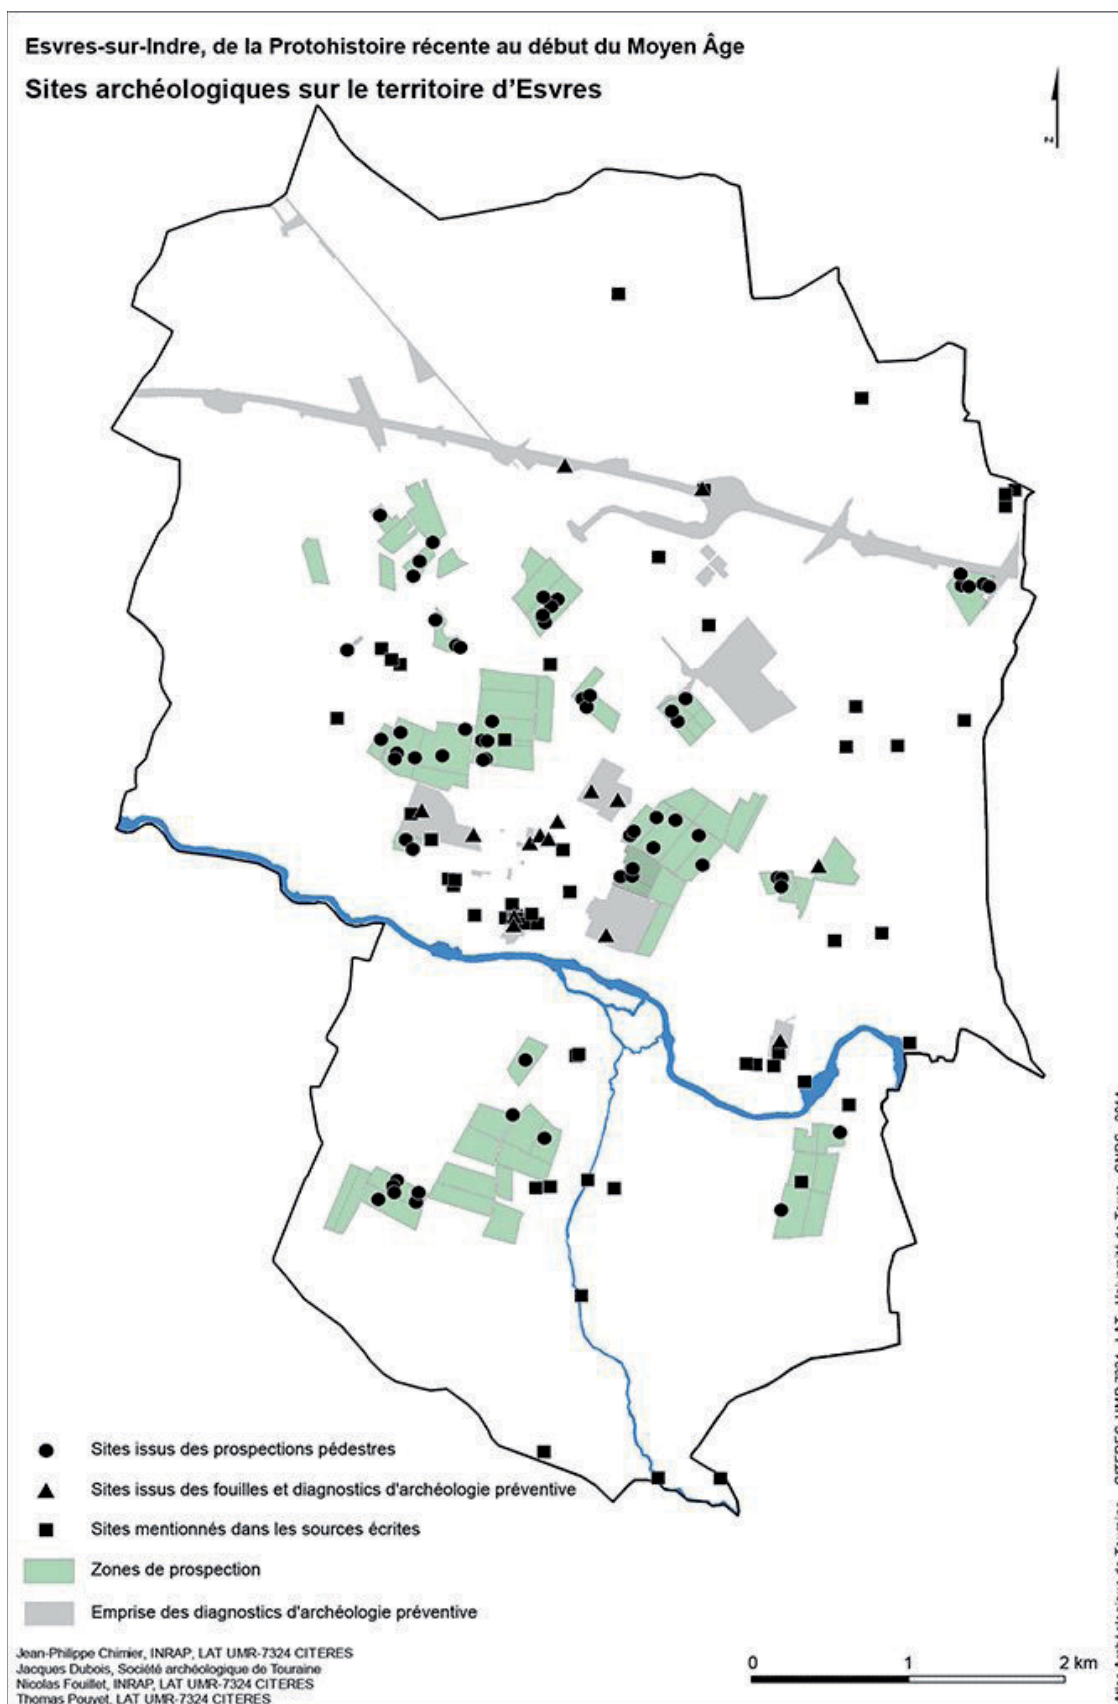 Esvres-sur-Indre, de la Protohistoire récente au début du Moyen Âge
Sites archéologiques sur le territoire d'Esvres
N
Sites issus des prospections pédestres
Sites issus des fouilles et diagnostics d'archéologie préventive
Sites mentionnés dans les sources écrites
Zones de prospection
Emprise des diagnostics d'archéologie préventive
Jean-Philippe Chimier, INRAP, LAT UMR-7324 CITERES
Jacques Dubois, Société archéologique de Touraine
Nicolas Fouillet, INRAP, LAT UMR-7324 CITERES
Thomas Pouyet, LAT UMR-7324 CITERES
0 1 2 km